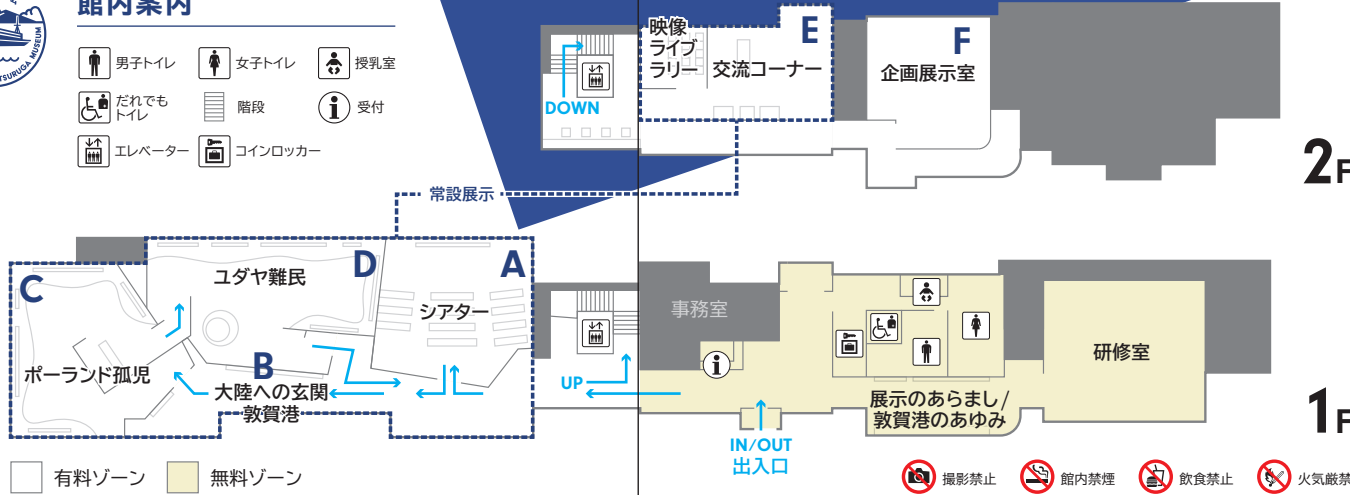 館内案内
TSURUGA MUSEUM
男子トイレ
女子トイレ
授乳室
だれでも
トイレ
階段
受付
エレベーター
コインロッカー
DOWN
映像
ライブ
ラリー
交流コーナー
E
F
企画展示室
2F
常設展示
C
ポーランド孤児
ユダヤ難民
D
A
シアター
B
大陸への玄関
敦賀港
UP
事務室
研修室
展示のあらまし/
敦賀港のあゆみ
IN/OUT
出入口
1F
有料ゾーン
無料ゾーン
撮影禁止
館内禁煙
飲食禁止
火気厳禁